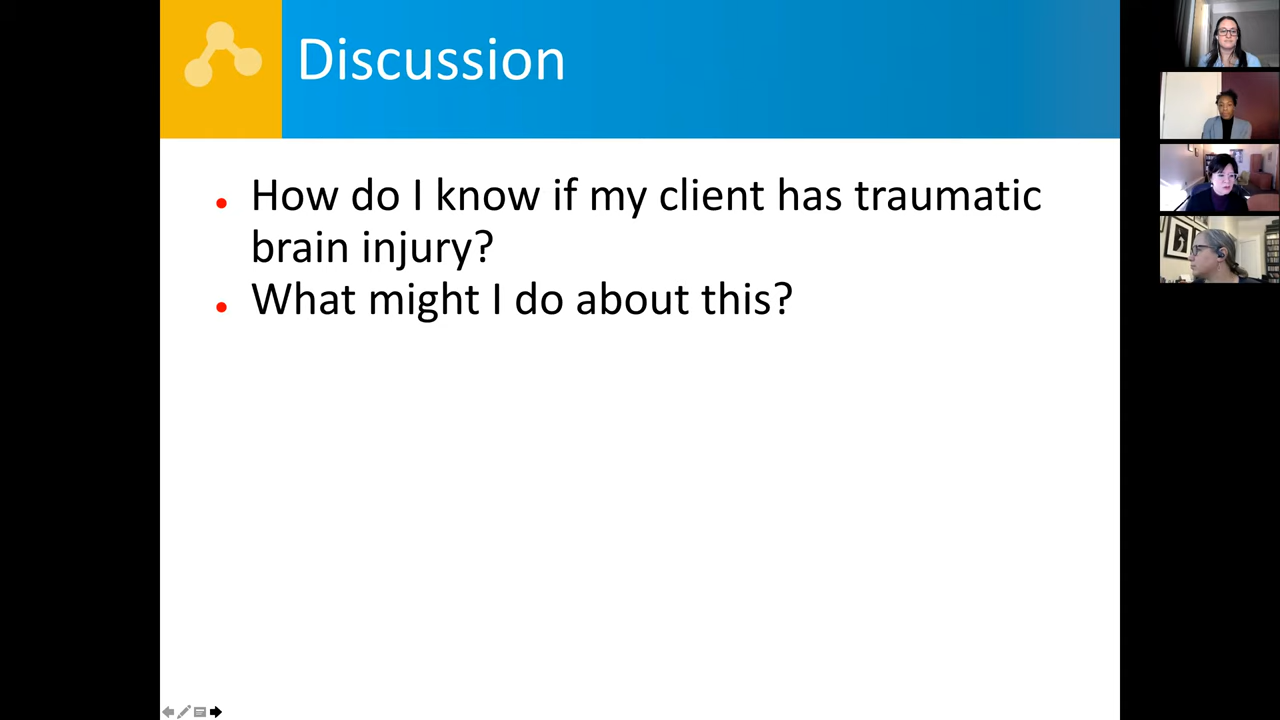 Discussion
• How do I know if my client has traumatic
brain injury?
• What might I do about this?